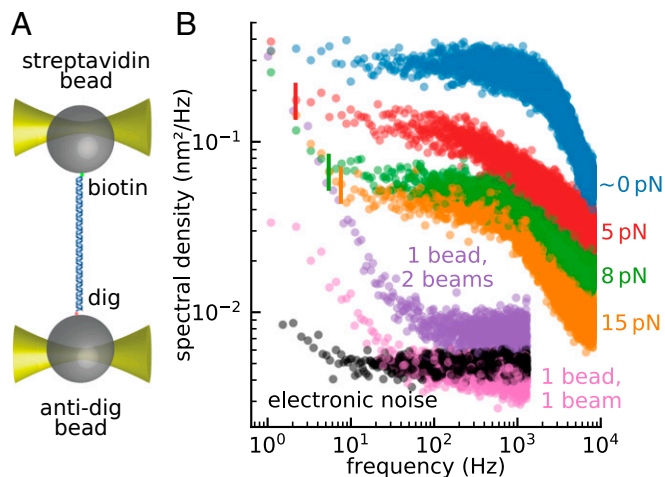 A
streptavidin
bead
biotin
dig
anti-dig
bead
B
spectral density (nm²/Hz)
10⁻¹
10⁻²
~0 pN
5 pN
8 pN
15 pN
1 bead,
2 beams
1 bead,
1 beam
electronic noise
10⁰
10¹
10²
10³
10⁴
frequency (Hz)